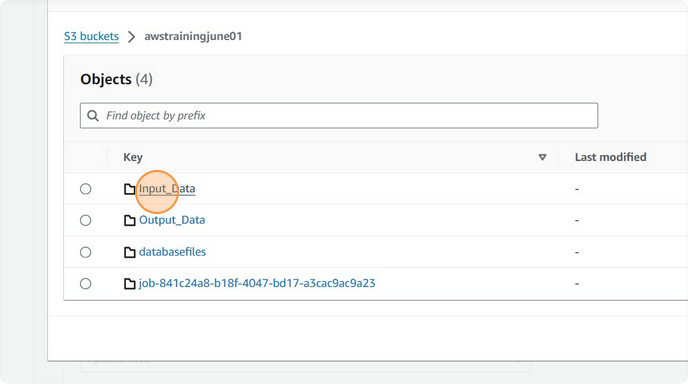 S3 buckets > awstrainingjune01
Objects (4)
Find object by prefix
Key Last modified
Input_Data -
Output_Data -
databasefiles -
job-841c24a8-b18f-4047-bd17-a3cac9ac9a23 -